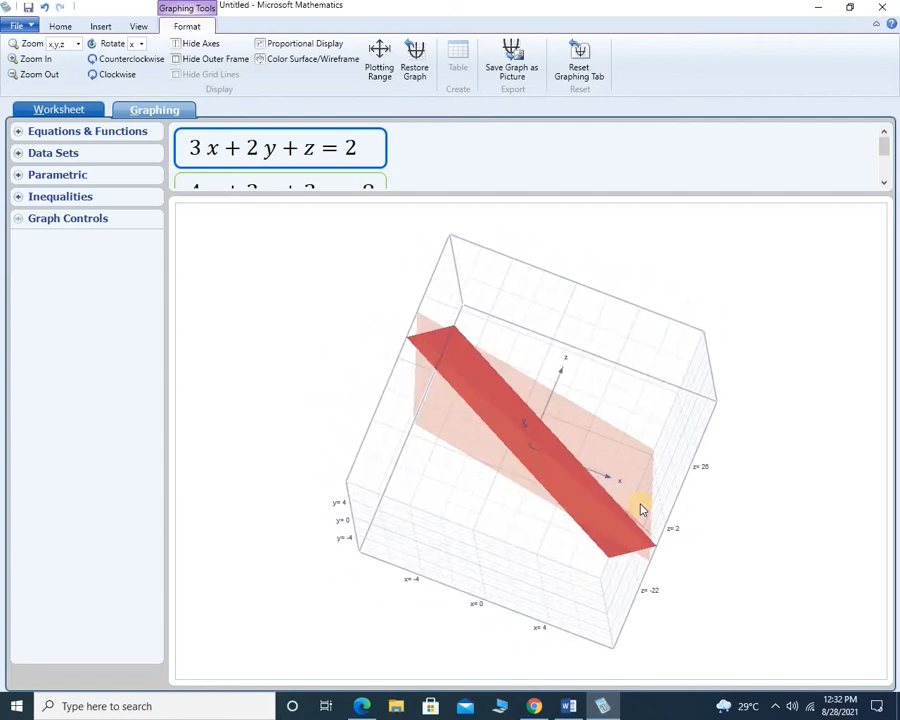 Graphing Tools
Untitled - Microsoft Mathematics
File Home Insert View Format
Zoom x,y,z Rotate x
Zoom In Counterclockwise
Zoom Out Clockwise
Hide Axes
Hide Outer Frame
Hide Grid Lines
Proportional Display
Color Surface/Wireframe
Display
Plotting Range
Restore Graph
Table
Create
Save Graph as Picture
Export
Reset Graphing Tab
Reset
Worksheet Graphing
Equations & Functions
Data Sets
Parametric
Inequalities
Graph Controls
3 x + 2 y + z = 2
z
x
y= 4
y= 0
y= -4
x= -4
x= 0
x= 4
z= 26
z= 2
z= -22
Type here to search
29°C
12:32 PM
8/28/2021